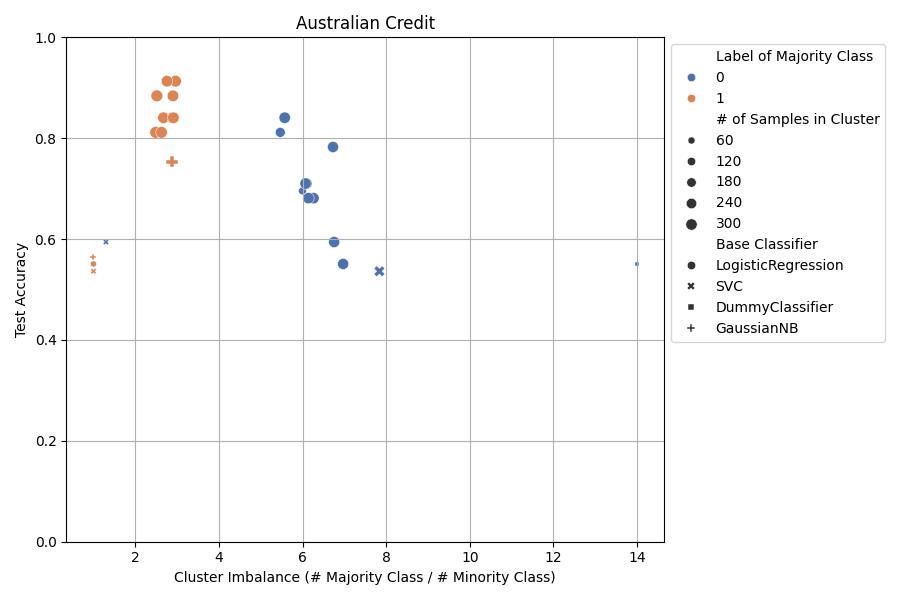 Australian Credit
1.0
0.8
0.6
0.4
0.2
0.0
Test Accuracy
2
4
6
8
10
12
14
Cluster Imbalance (# Majority Class / # Minority Class)
Label of Majority Class
0
1
# of Samples in Cluster
60
120
180
240
300
Base Classifier
LogisticRegression
SVC
DummyClassifier
GaussianNB